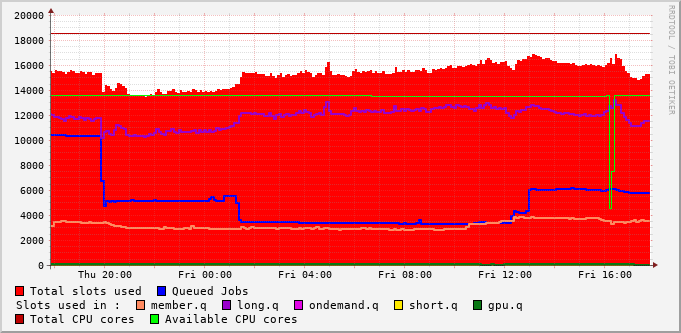 20000
18000
16000
14000
12000
10000
8000
6000
4000
2000
0
Thu 20:00 Fri 00:00 Fri 04:00 Fri 08:00 Fri 12:00 Fri 16:00
Total slots used Queued Jobs
Slots used in : member.q long.q ondemand.q short.q gpu.q
Total CPU cores Available CPU cores
RRDTOOL / TOBI OETIKER